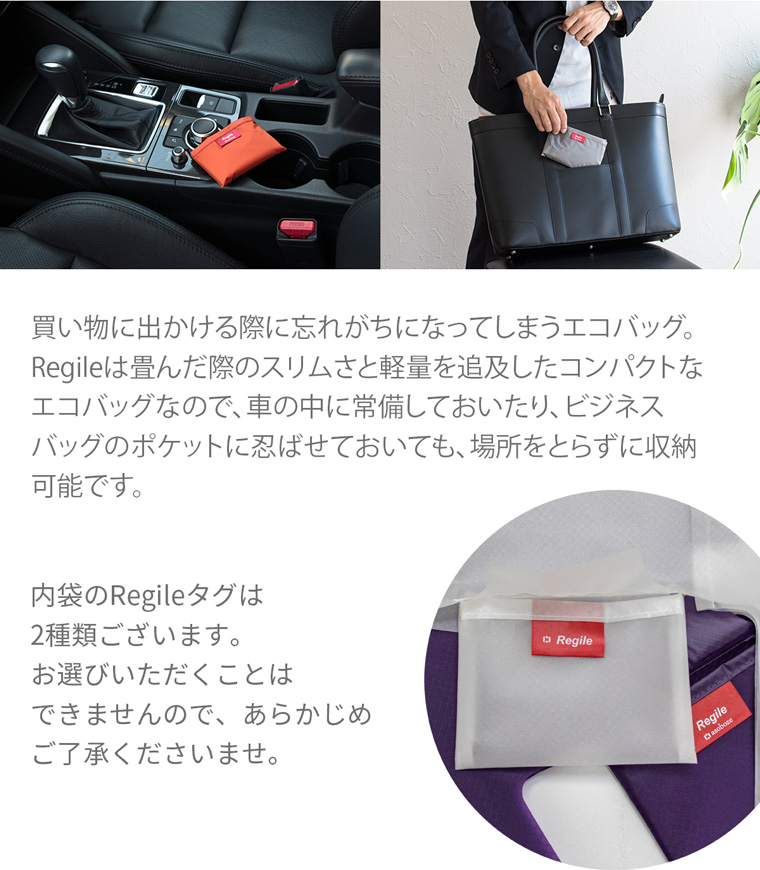 Regile
買い物に出かける際に忘れがちになってしまうエコバッグ。
Regileは畳んだ際のスリムさと軽量を追及したコンパクトな
エコバッグなので、車の中に常備しておいたり、ビジネス
バッグのポケットに忍ばせておいても、場所をとらずに収納
可能です。
内袋のRegileタグは
2種類ございます。
お選びいただくことは
できませんので、あらかじめ
ご了承くださいませ。
Regile
Regile